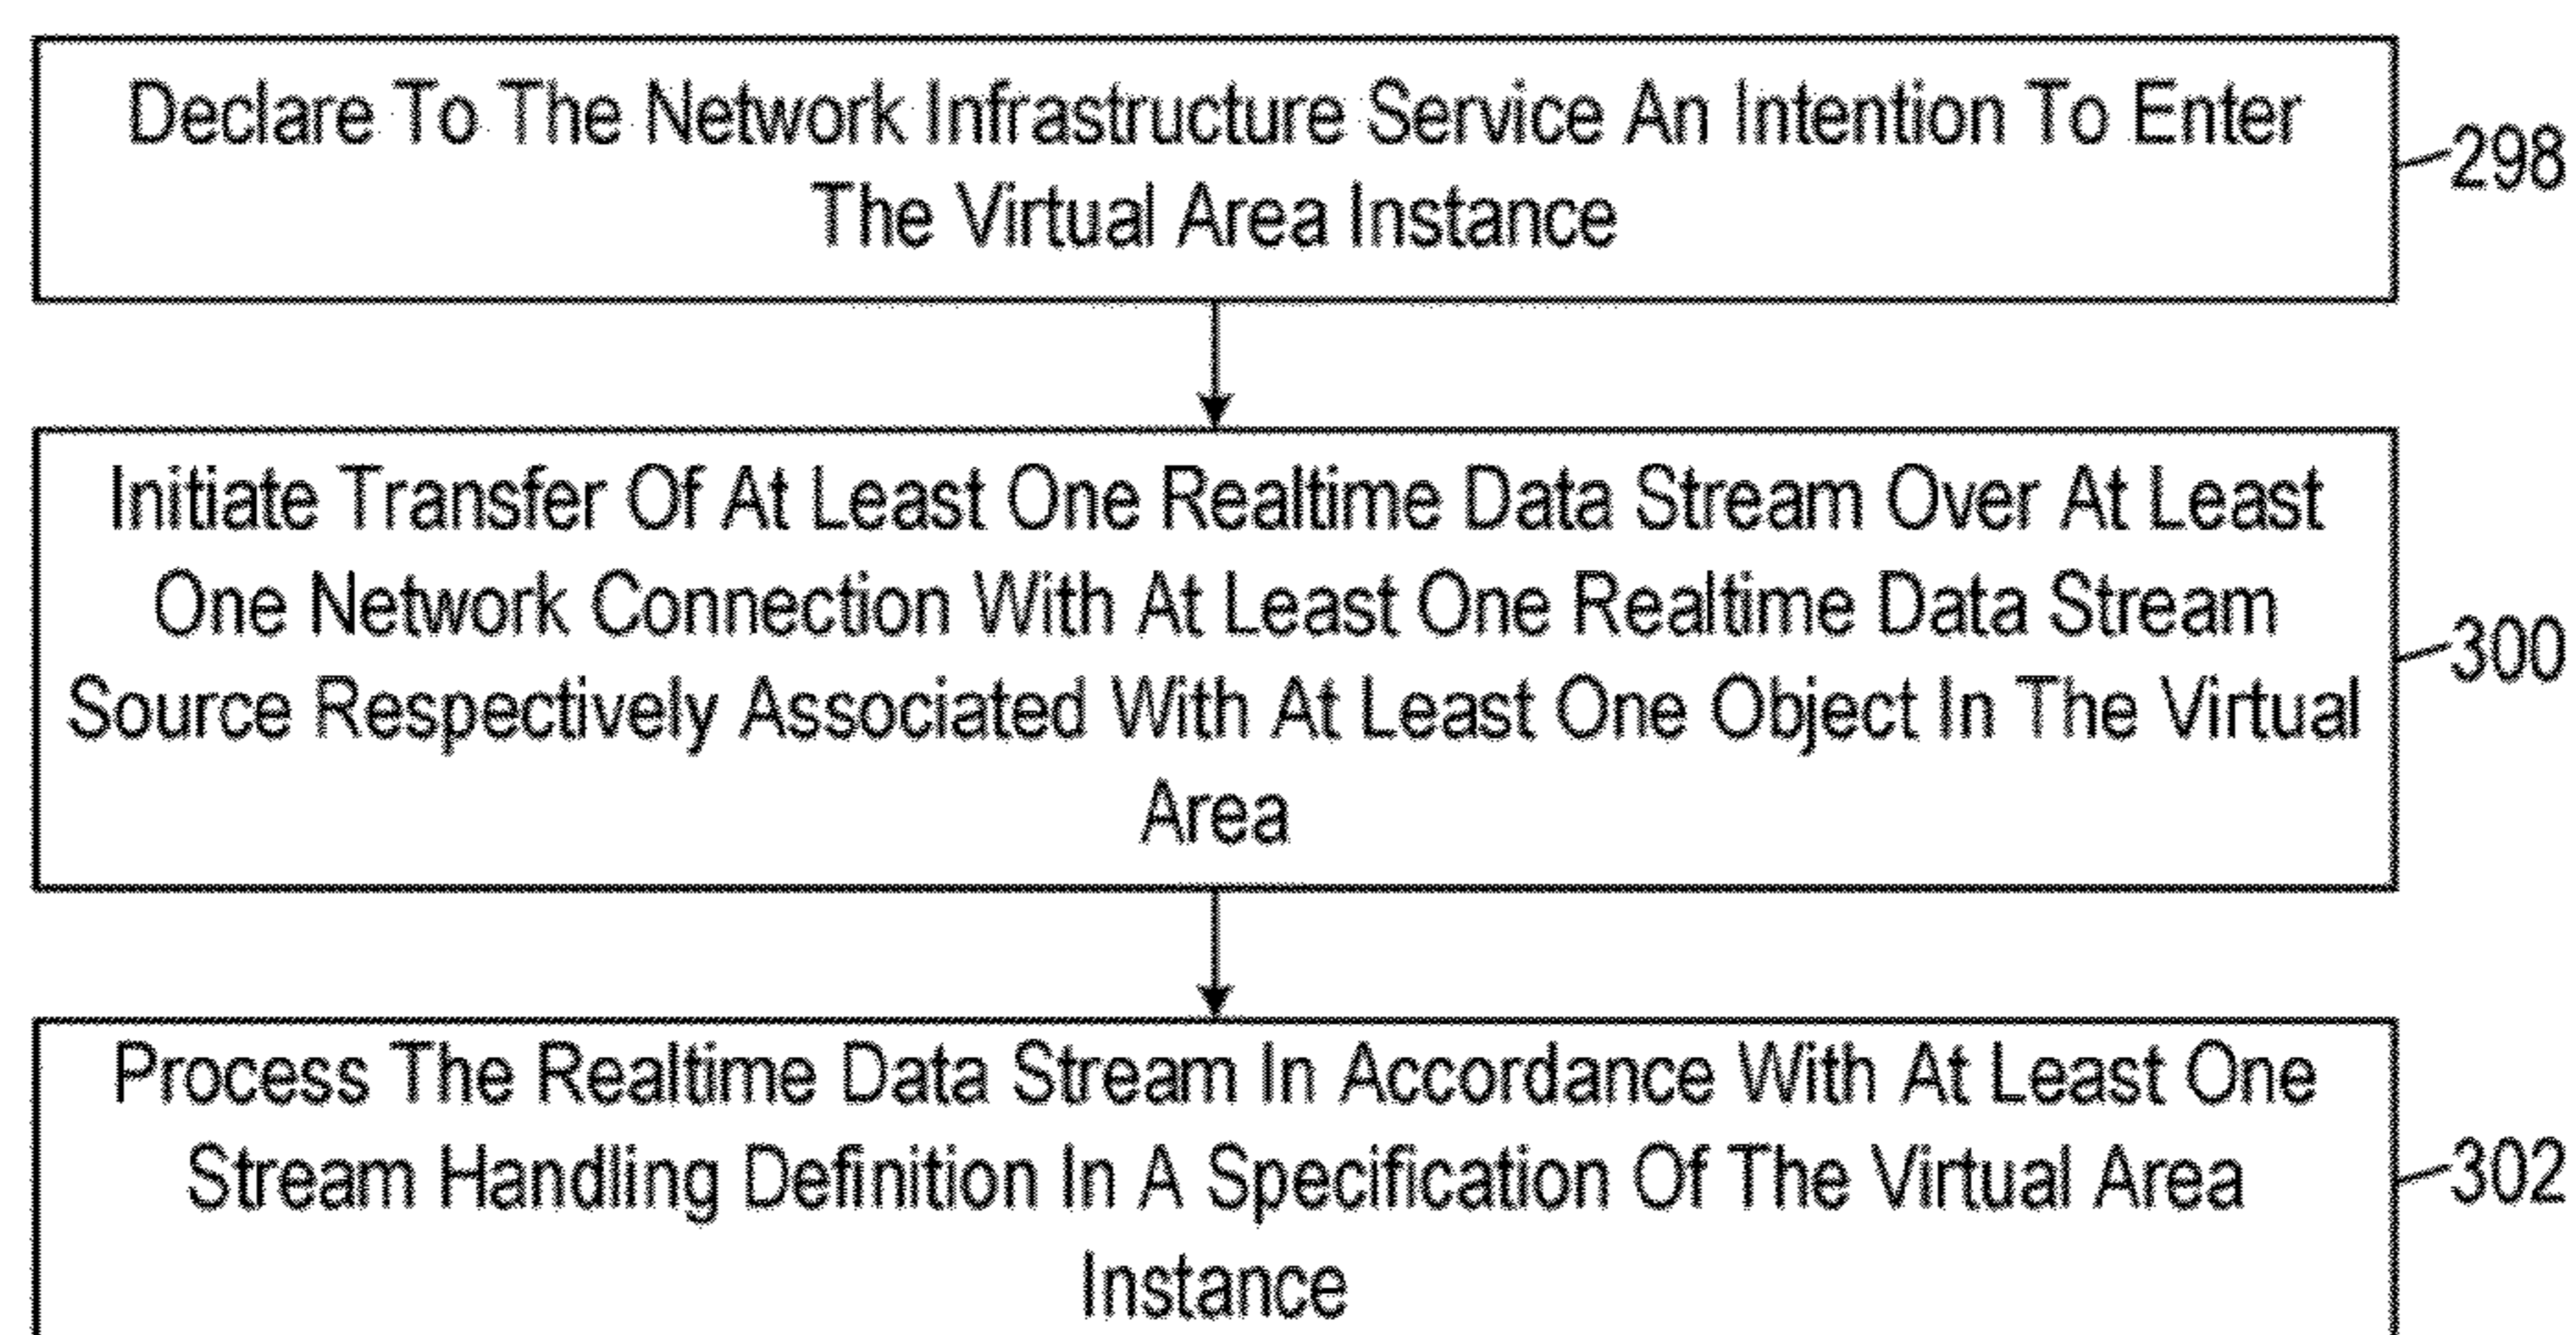 Declare To The Network Infrastructure Service An Intention To Enter
The Virtual Area Instance
298
Initiate Transfer Of At Least One Realtime Data Stream Over At Least
One Network Connection With At Least One Realtime Data Stream
Source Respectively Associated With At Least One Object In The Virtual
Area
300
Process The Realtime Data Stream In Accordance With At Least One
Stream Handling Definition In A Specification Of The Virtual Area
Instance
302